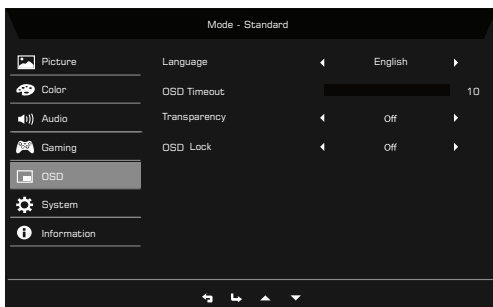 Mode - Standard
Picture
Language English
Color
OSD Timeout 10
Audio
Transparency Off
Gaming
OSD Lock Off
OSD
System
Information